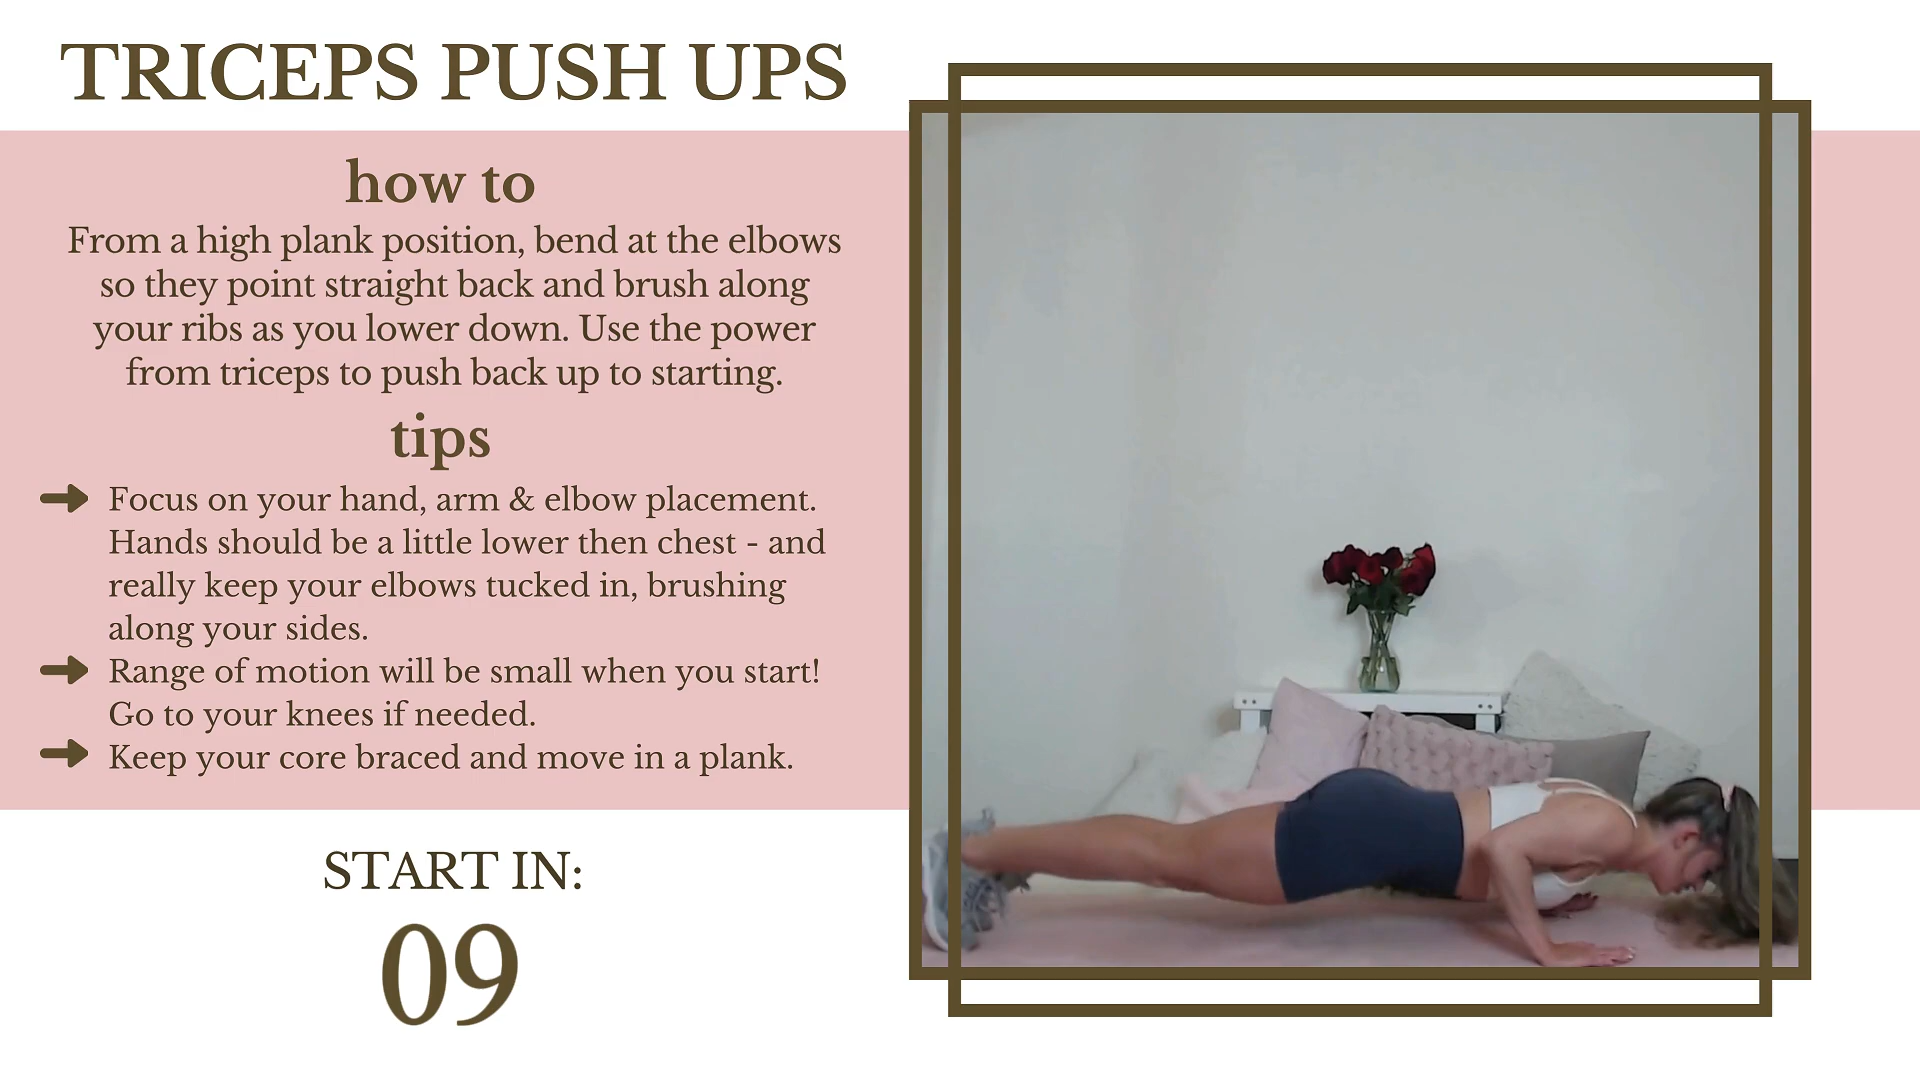 TRICEPS PUSH UPS
how to
From a high plank position, bend at the elbows
so they point straight back and brush along
your ribs as you lower down. Use the power
from triceps to push back up to starting.
tips
Focus on your hand, arm & elbow placement.
Hands should be a little lower then chest - and
really keep your elbows tucked in, brushing
along your sides.
Range of motion will be small when you start!
Go to your knees if needed.
Keep your core braced and move in a plank.
START IN:
09